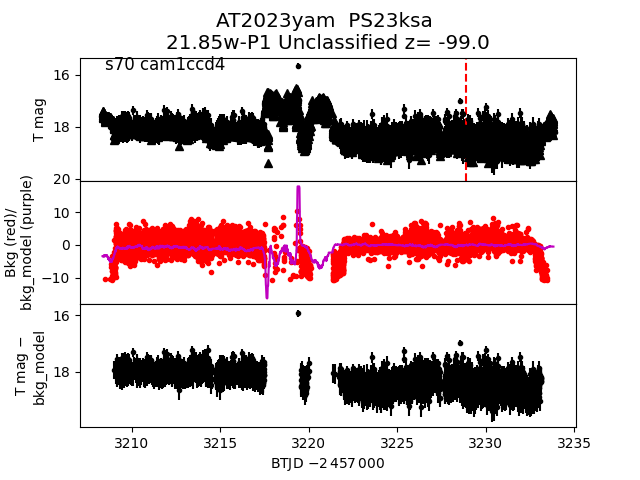 AT2023yam  PS23ksa
21.85w-P1 Unclassified z= -99.0
s70 cam1ccd4
T mag
16
18
20
Bkg (red)/
bkg_model (purple)
10
0
−10
T mag −
bkg_model
16
18
3210
3215
3220
3225
3230
3235
BTJD −2 457 000